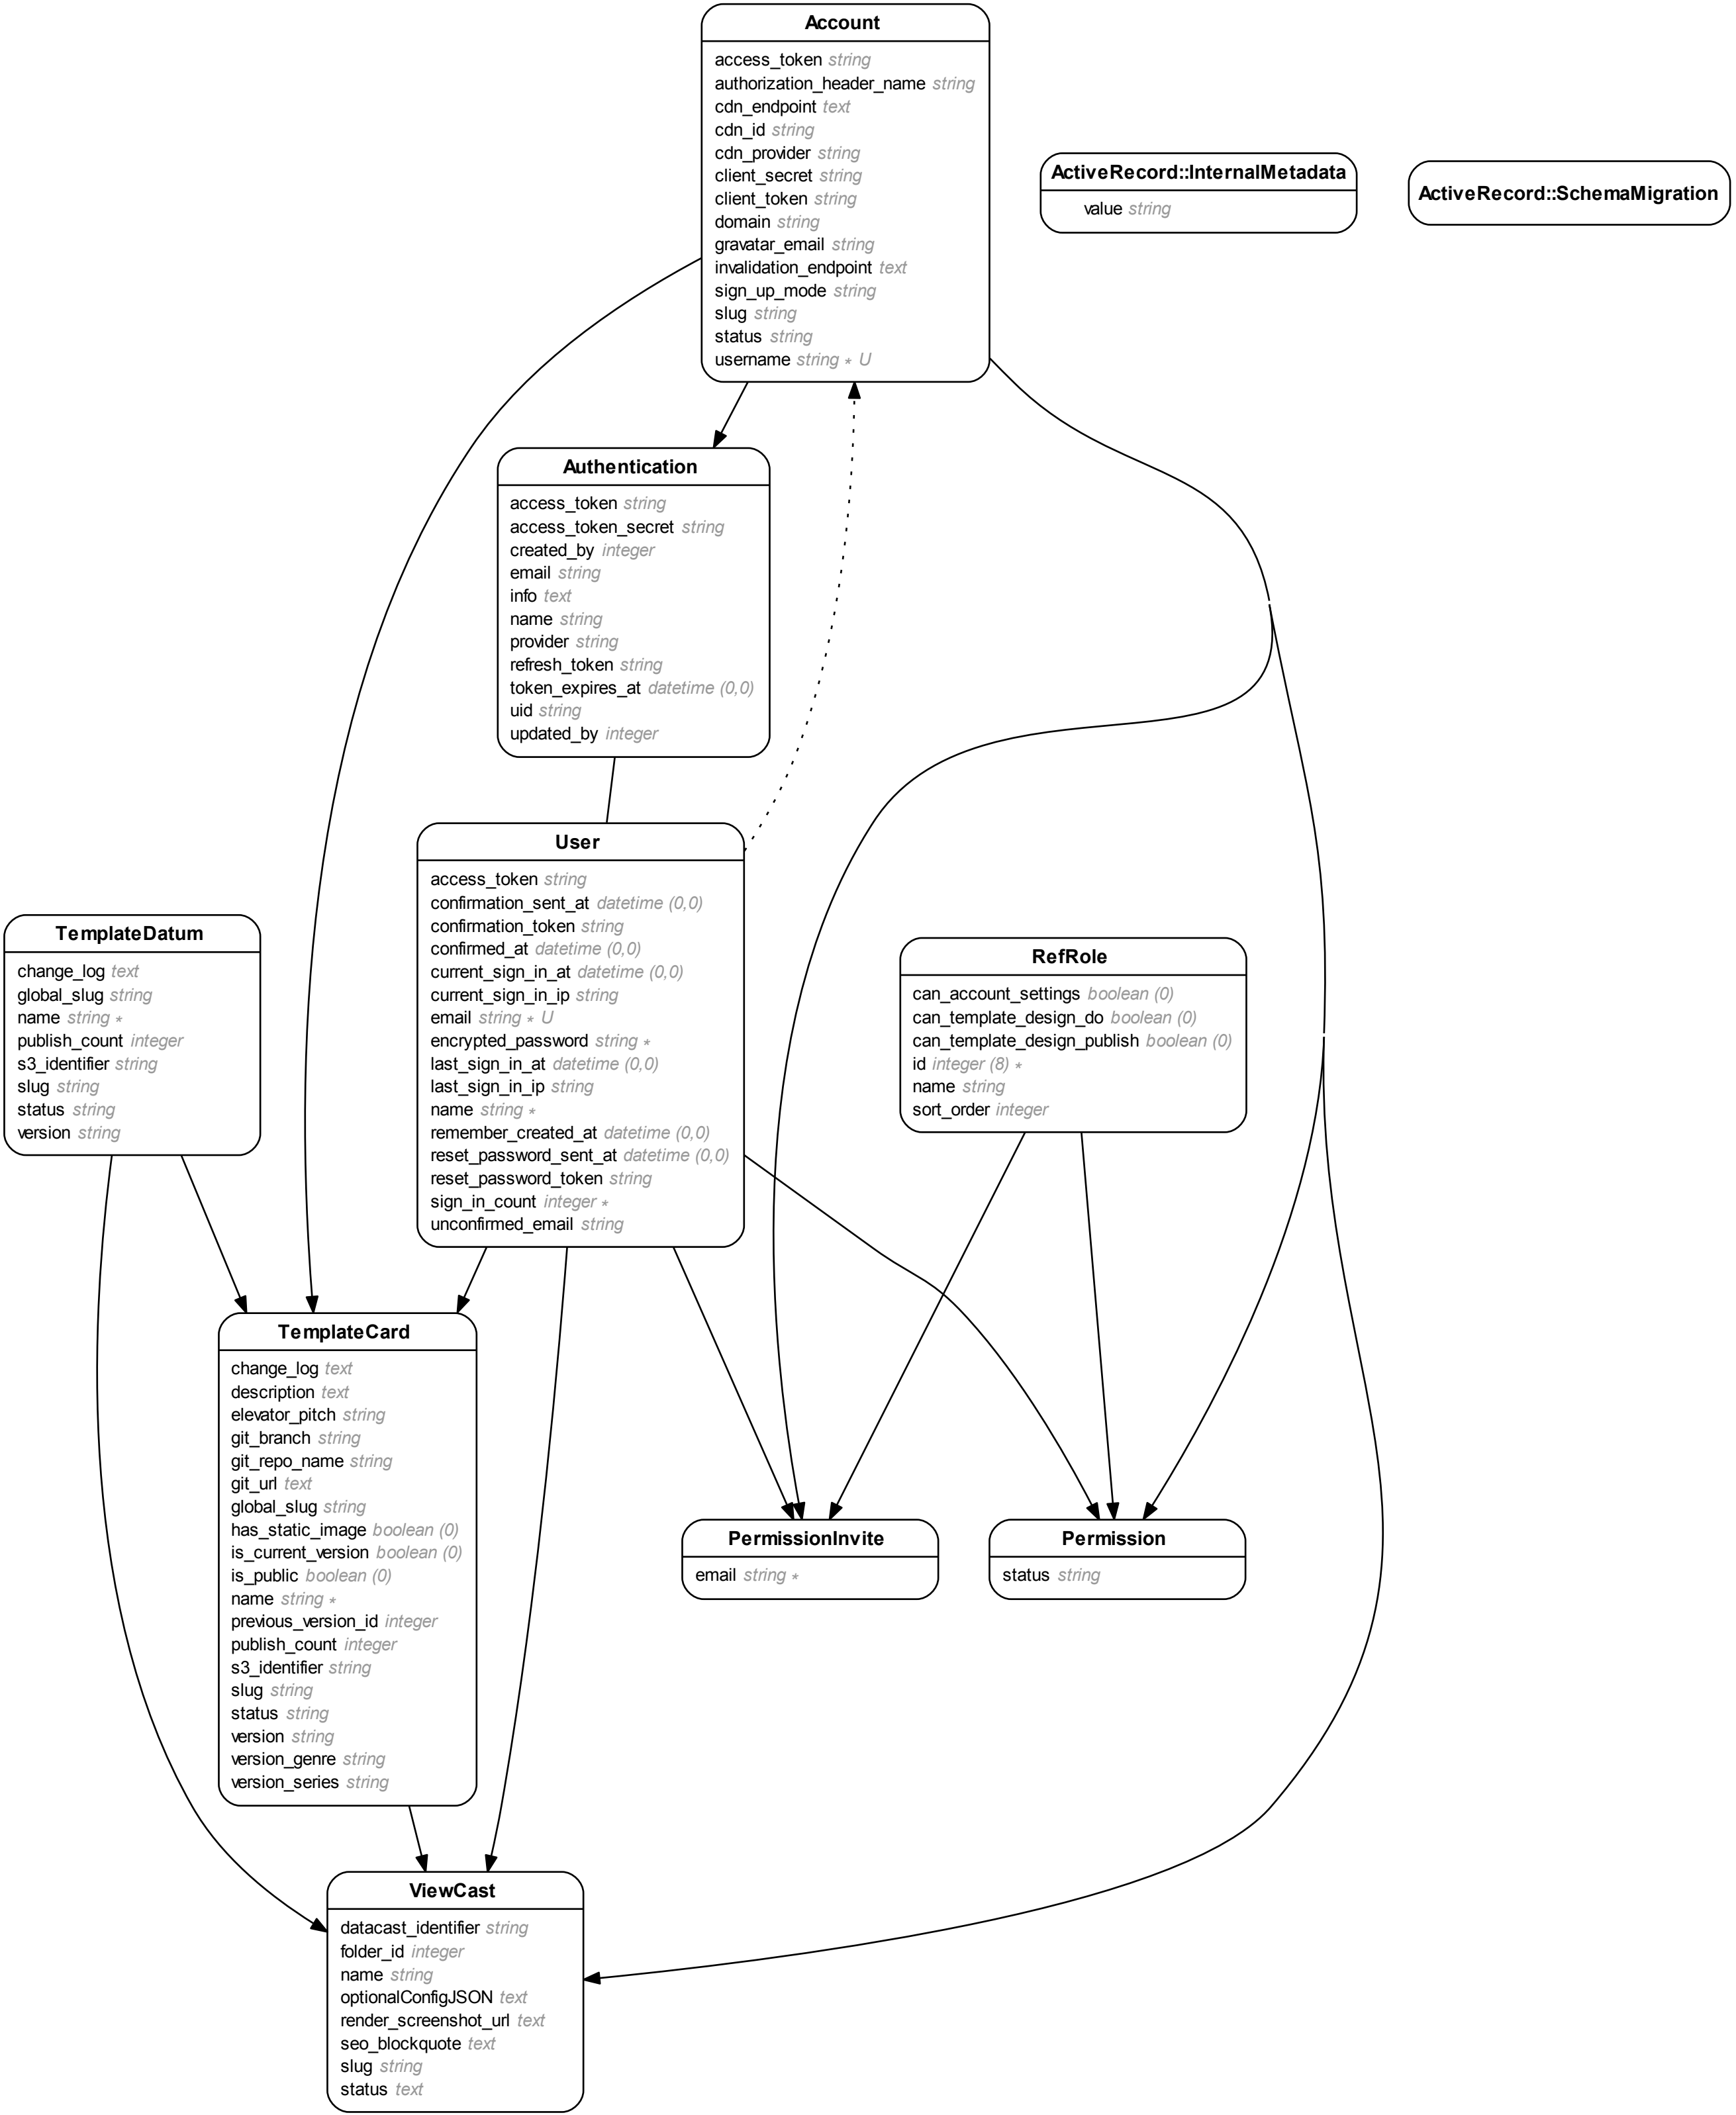 Account
access_token string
authorization_header_name string
cdn_endpoint text
cdn_id string
cdn_provider string
client_secret string
client_token string
domain string
gravatar_email string
invalidation_endpoint text
sign_up_mode string
slug string
status string
username string ∗ U
ActiveRecord::InternalMetadata
value string
ActiveRecord::SchemaMigration
Authentication
access_token string
access_token_secret string
created_by integer
email string
info text
name string
provider string
refresh_token string
token_expires_at datetime (0,0)
uid string
updated_by integer
User
access_token string
confirmation_sent_at datetime (0,0)
confirmation_token string
confirmed_at datetime (0,0)
current_sign_in_at datetime (0,0)
current_sign_in_ip string
email string ∗ U
encrypted_password string ∗
last_sign_in_at datetime (0,0)
last_sign_in_ip string
name string ∗
remember_created_at datetime (0,0)
reset_password_sent_at datetime (0,0)
reset_password_token string
sign_in_count integer ∗
unconfirmed_email string
TemplateDatum
change_log text
global_slug string
name string ∗
publish_count integer
s3_identifier string
slug string
status string
version string
RefRole
can_account_settings boolean (0)
can_template_design_do boolean (0)
can_template_design_publish boolean (0)
id integer (8) ∗
name string
sort_order integer
TemplateCard
change_log text
description text
elevator_pitch string
git_branch string
git_repo_name string
git_url text
global_slug string
has_static_image boolean (0)
is_current_version boolean (0)
is_public boolean (0)
name string ∗
previous_version_id integer
publish_count integer
s3_identifier string
slug string
status string
version string
version_genre string
version_series string
PermissionInvite
email string ∗
Permission
status string
ViewCast
datacast_identifier string
folder_id integer
name string
optionalConfigJSON text
render_screenshot_url text
seo_blockquote text
slug string
status text